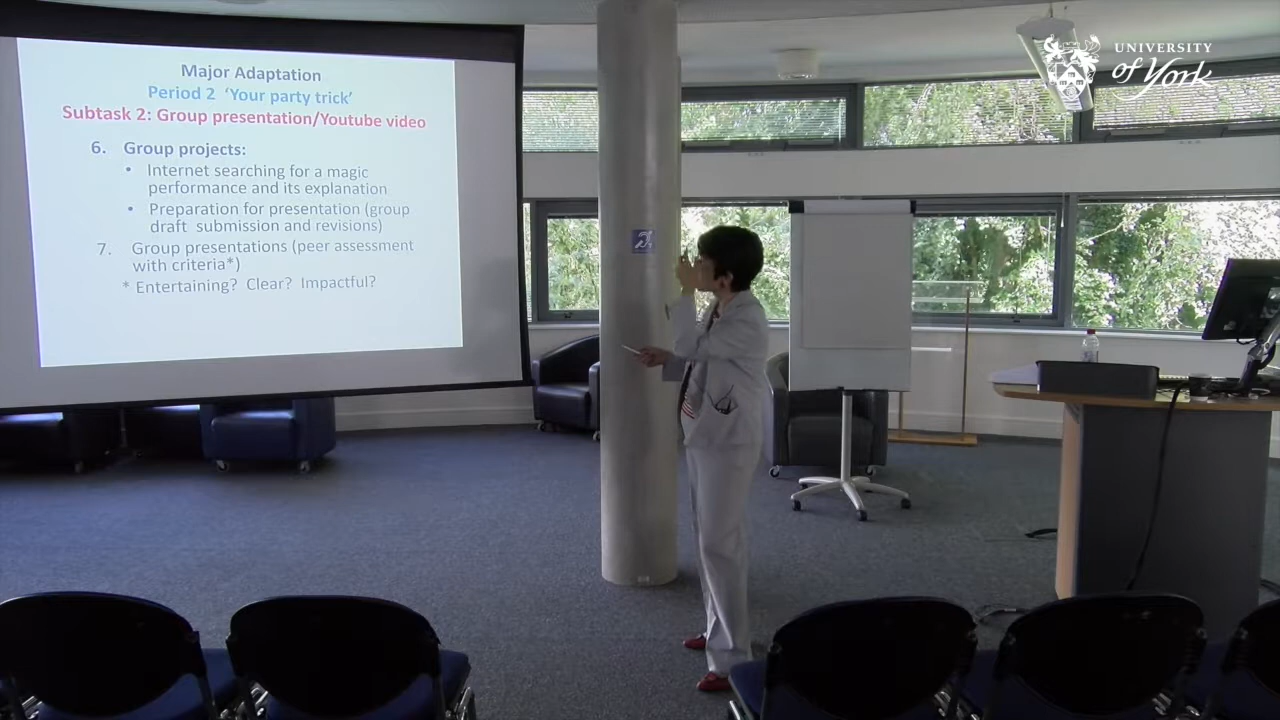 Major Adaptation
Period 2 'Your party trick'
Subtask 2: Group presentation/Youtube video
6. Group projects:
• Internet searching for a magic
performance and its explanation
• Preparation for presentation (group
draft submission and revisions)
7. Group presentations (peer assessment
with criteria*)
* Entertaining? Clear? Impactful?
UNIVERSITY
of York